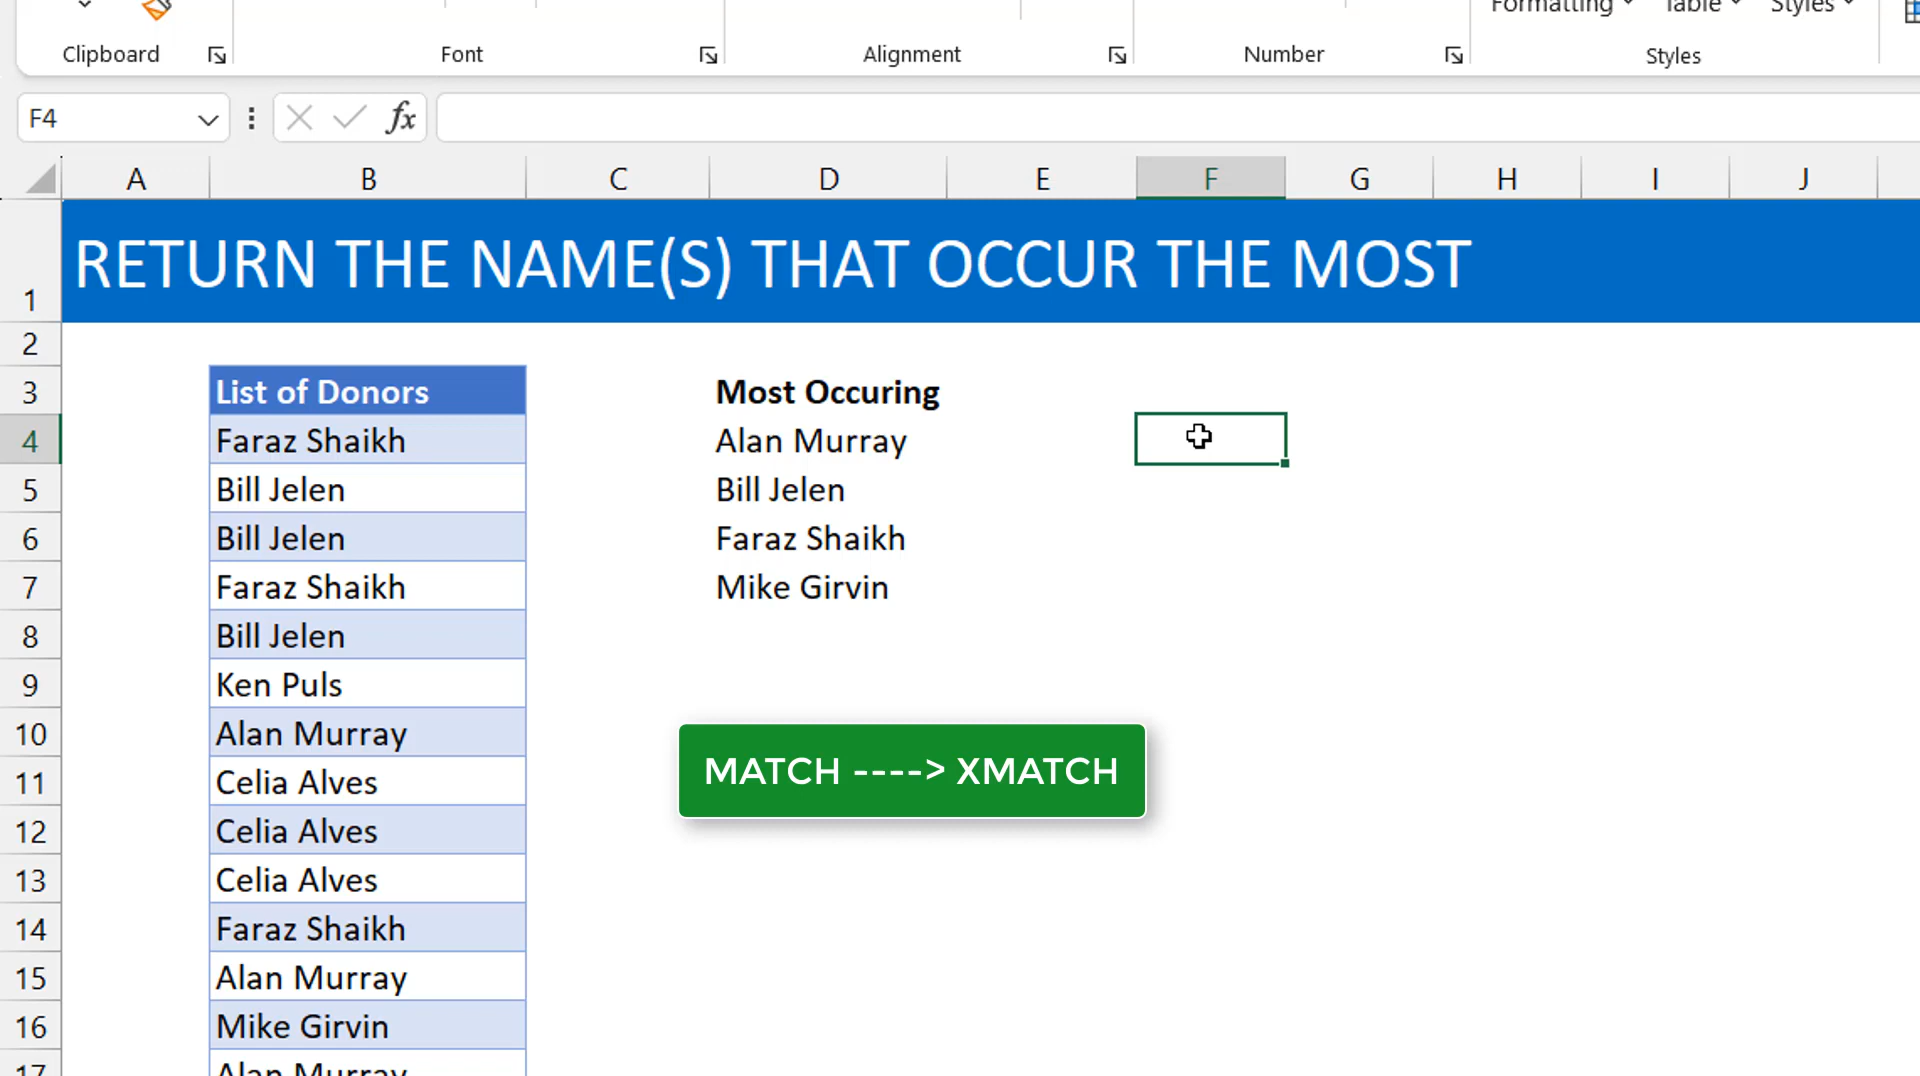 Formatting Table Styles
Clipboard Font Alignment Number Styles
F4 fx
A B C D E F G H I J
1 RETURN THE NAME(S) THAT OCCUR THE MOST
2
3 List of Donors Most Occuring
4 Faraz Shaikh Alan Murray
5 Bill Jelen Bill Jelen
6 Bill Jelen Faraz Shaikh
7 Faraz Shaikh Mike Girvin
8 Bill Jelen
9 Ken Puls
10 Alan Murray
MATCH ----> XMATCH
11 Celia Alves
12 Celia Alves
13 Celia Alves
14 Faraz Shaikh
15 Alan Murray
16 Mike Girvin
17 Alan Murray